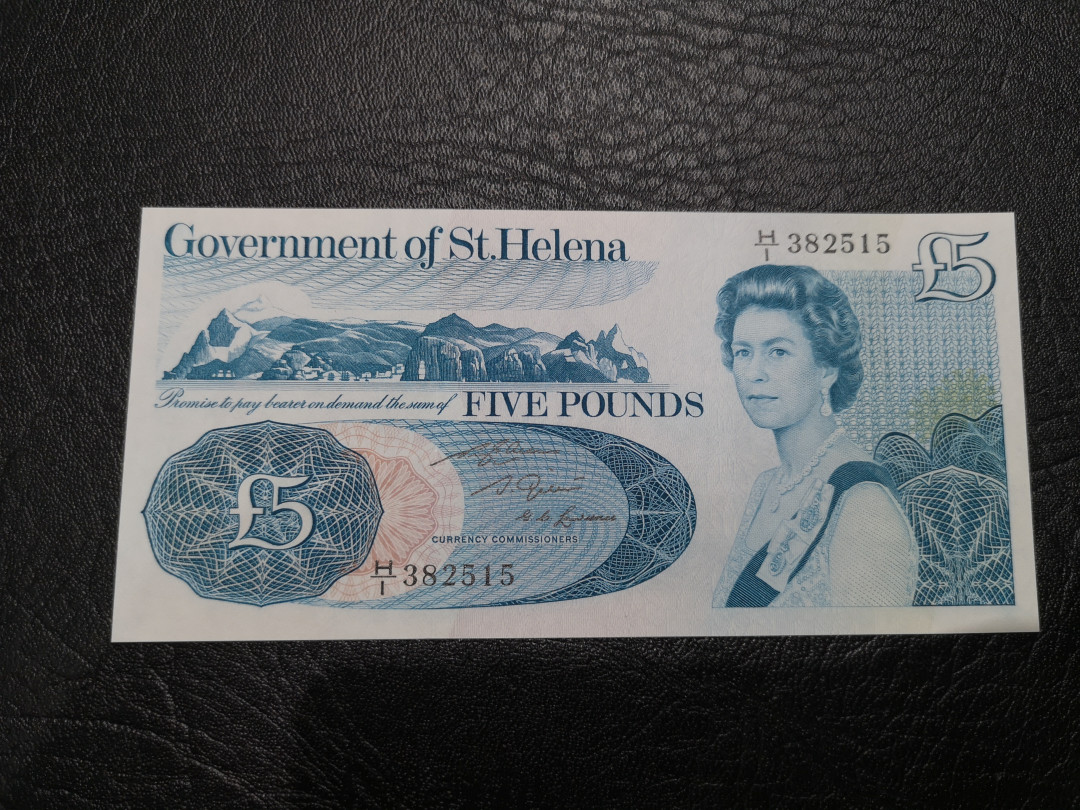 Government of St.Helena
H/1 382515
£5
Promise to pay bearer on demand the sum of FIVE POUNDS
£5
CURRENCY COMMISSIONERS
H/1 382515